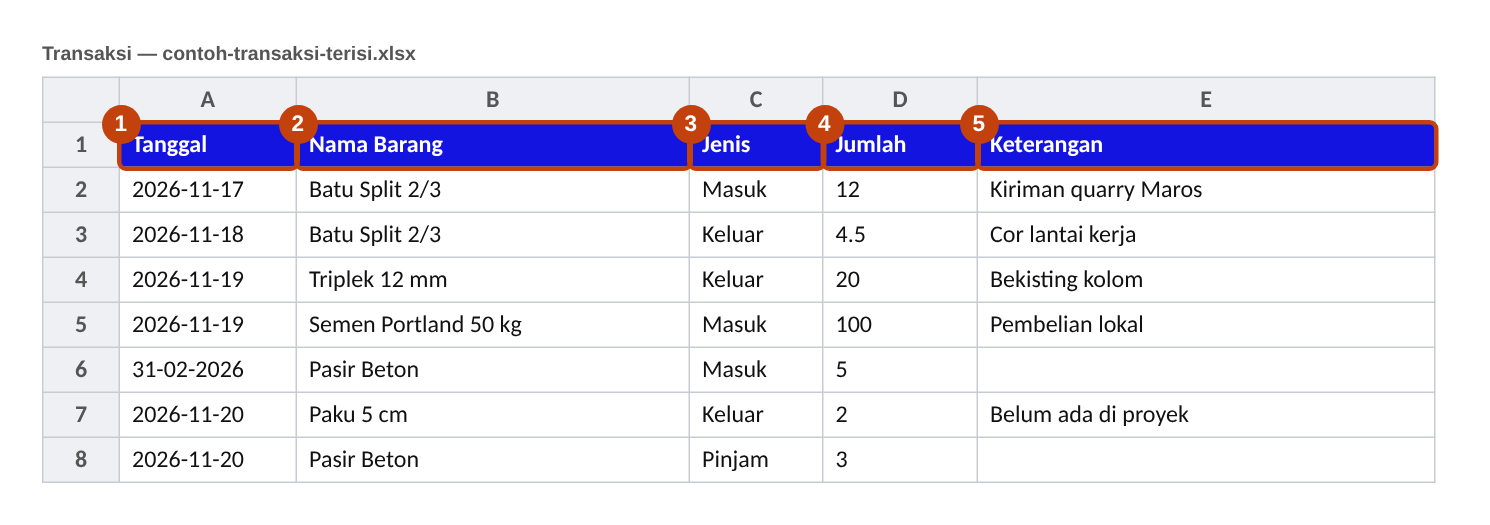 Transaksi — contoh-transaksi-terisi.xlsx
A B C D E
1 2 3 4 5
1 Tanggal Nama Barang Jenis Jumlah Keterangan
2 2026-11-17 Batu Split 2/3 Masuk 12 Kiriman quarry Maros
3 2026-11-18 Batu Split 2/3 Keluar 4.5 Cor lantai kerja
4 2026-11-19 Triplek 12 mm Keluar 20 Bekisting kolom
5 2026-11-19 Semen Portland 50 kg Masuk 100 Pembelian lokal
6 31-02-2026 Pasir Beton Masuk 5
7 2026-11-20 Paku 5 cm Keluar 2 Belum ada di proyek
8 2026-11-20 Pasir Beton Pinjam 3